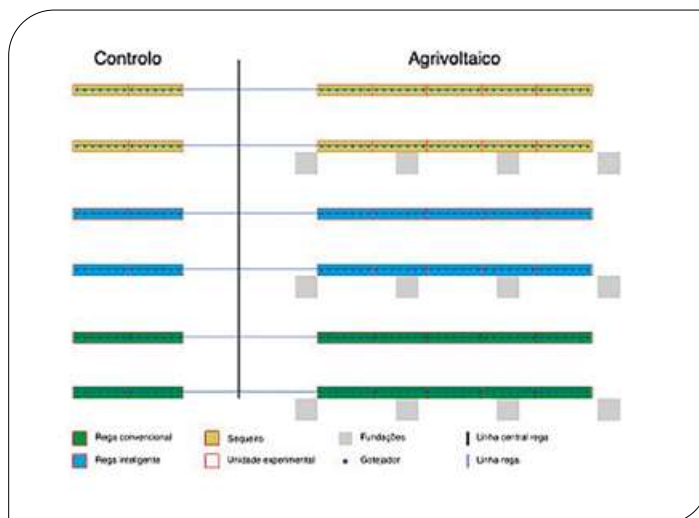 Controlo
Agrivoltaico
Rega convencional
Sequeiro
Fundações
Linha central rega
Rega inteligente
Unidade experimental
Gotejador
Linha rega